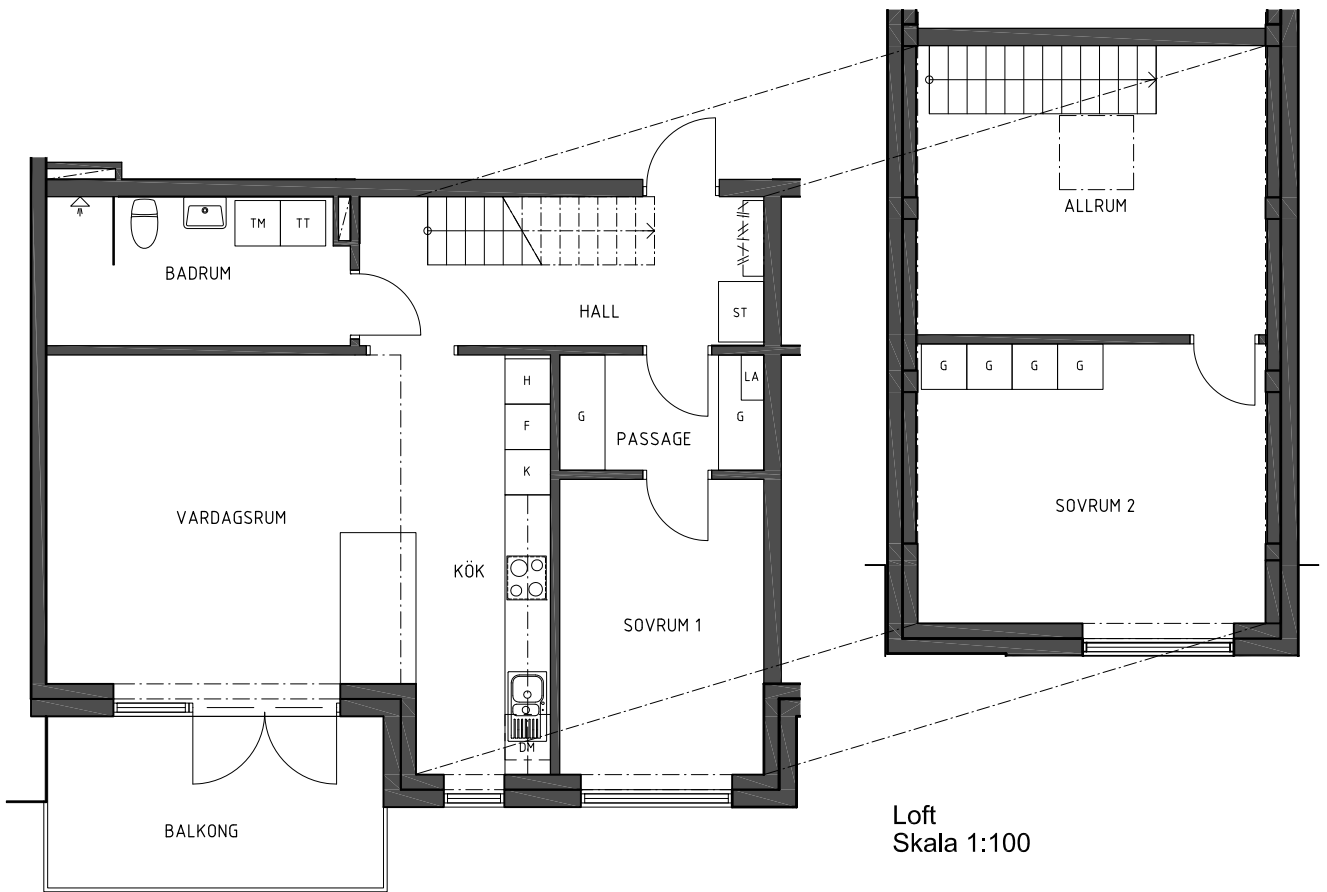 TM
TT
BADRUM
HALL
ST
H
F
K
G
PASSAGE
LA
G
VARDAGSRUM
KÖK
SOVRUM 1
DM
BALKONG
ALLRUM
G
G
G
G
SOVRUM 2
Loft
Skala 1:100